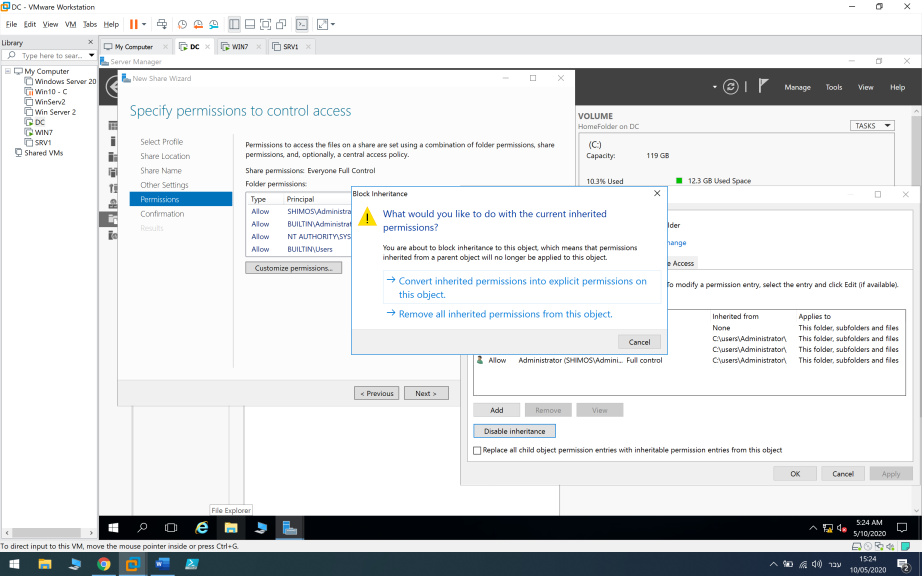 DC - VMware Workstation
File Edit View VM Tabs Help
Library
Type here to sear...
My Computer
Windows Server 20
Win10 - C
WinServ2
Win Server 2
DC
WIN7
SRV1
Shared VMs
My Computer DC WIN7 SRV1
Server Manager
Manage Tools View Help
New Share Wizard
Specify permissions to control access
Select Profile
Share Location
Share Name
Other Settings
Permissions
Confirmation
Results
Permissions to access the files on a share are set using a combination of folder permissions, share
permissions, and, optionally, a central access policy.
Share permissions: Everyone Full Control
Folder permissions:
Type Principal
Allow SHIMOS\Administra
Allow BUILTIN\Administrat
Allow NT AUTHORITY\SYS
Allow BUILTIN\Users
Customize permissions...
< Previous Next >
VOLUME
HomeFolder on DC
TASKS
(C:)
Capacity: 119 GB
10.3% Used 12.3 GB Used Space
Block Inheritance
What would you like to do with the current inherited
permissions?
You are about to block inheritance to this object, which means that permissions
inherited from a parent object will no longer be applied to this object.
Convert inherited permissions into explicit permissions on
this object.
Remove all inherited permissions from this object.
Cancel
lder
hange
e Access
To modify a permission entry, select the entry and click Edit (if available).
Inherited from Applies to
None This folder, subfolders and files
C:\users\Administrator\ This folder, subfolders and files
C:\users\Administrator\ This folder, subfolders and files
Allow Administrator (SHIMOS\Admini... Full control C:\users\Administrator\ This folder, subfolders and files
Add Remove View
Disable inheritance
Replace all child object permission entries with inheritable permission entries from this object
OK Cancel Apply
File Explorer
5:24 AM
5/10/2020
To direct input to this VM, move the mouse pointer inside or press Ctrl+G.
עבר
15:24
10/05/2020
2